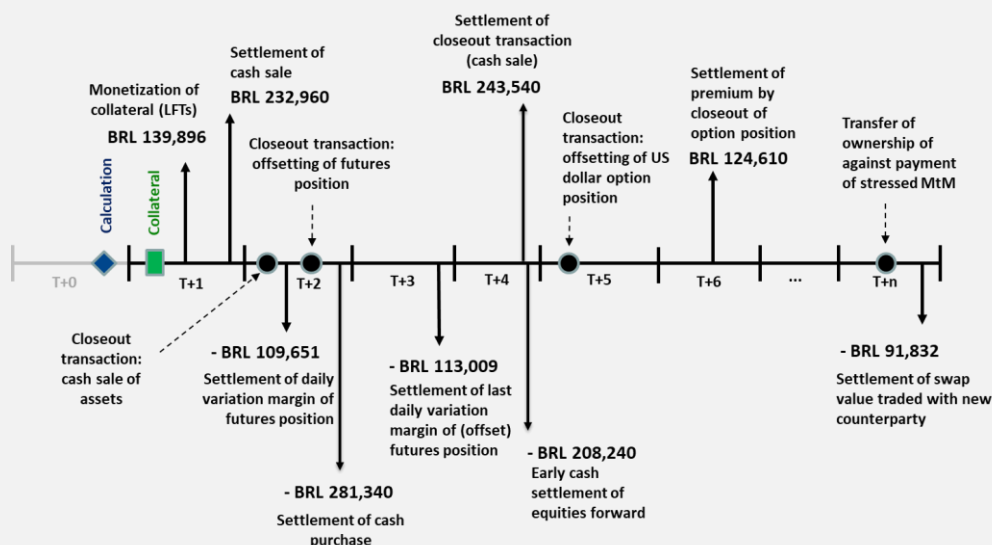 Monetization of
collateral (LFTs)
BRL 139,896
Settlement of
cash sale
BRL 232,960
Closeout transaction:
offsetting of futures
position
Settlement of
closeout transaction
(cash sale)
BRL 243,540
Closeout
transaction:
offsetting of US
dollar option
position
Settlement of
premium by
closeout of
option position
BRL 124,610
Transfer of
ownership of
against payment
of stressed MtM
Calculation
Collateral
T+0
T+1
T+2
T+3
T+4
T+5
T+6
...
T+n
Closeout
transaction:
cash sale of
assets
- BRL 109,651
Settlement of daily
variation margin of
futures position
- BRL 281,340
Settlement of cash
purchase
- BRL 113,009
Settlement of last
daily variation
margin of (offset)
futures position
- BRL 208,240
Early cash
settlement of
equities forward
- BRL 91,832
Settlement of swap
value traded with new
counterparty